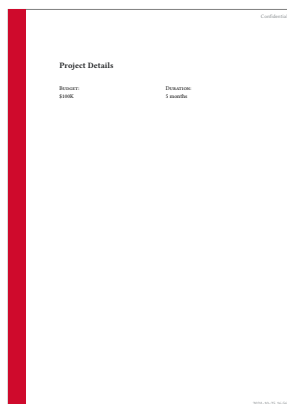 Confidential
Project Details
Budget: Duration:
$100K 5 months